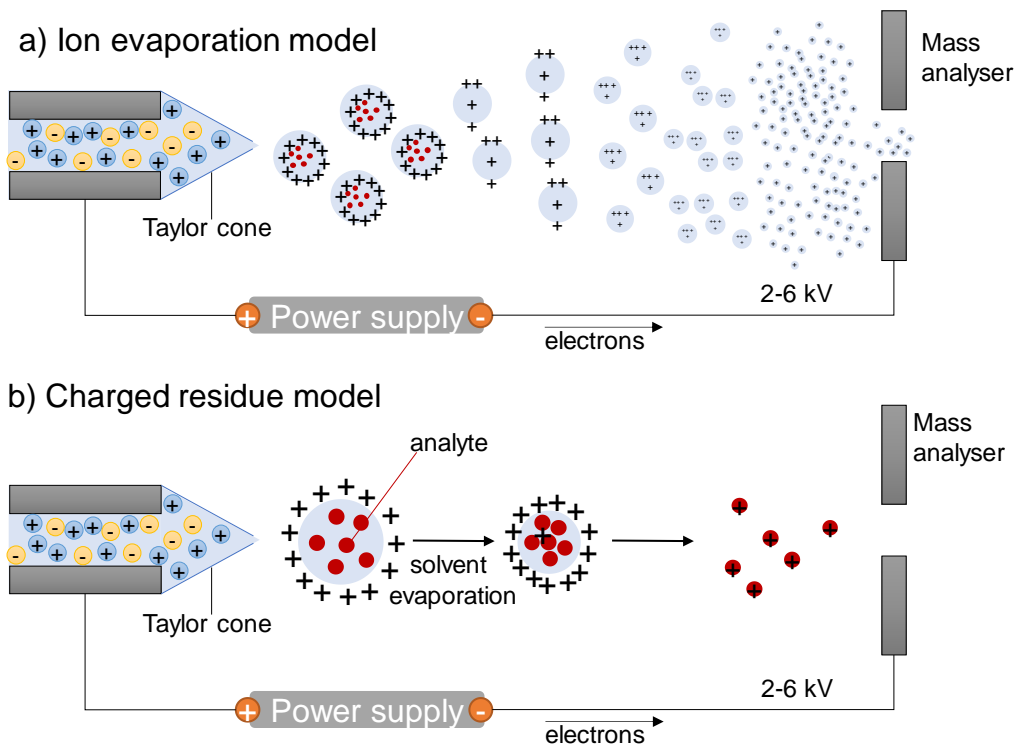 a) Ion evaporation model
Mass
analyser
Taylor cone
2-6 kV
+ Power supply -
electrons
b) Charged residue model
Mass
analyser
analyte
solvent
evaporation
Taylor cone
2-6 kV
+ Power supply -
electrons